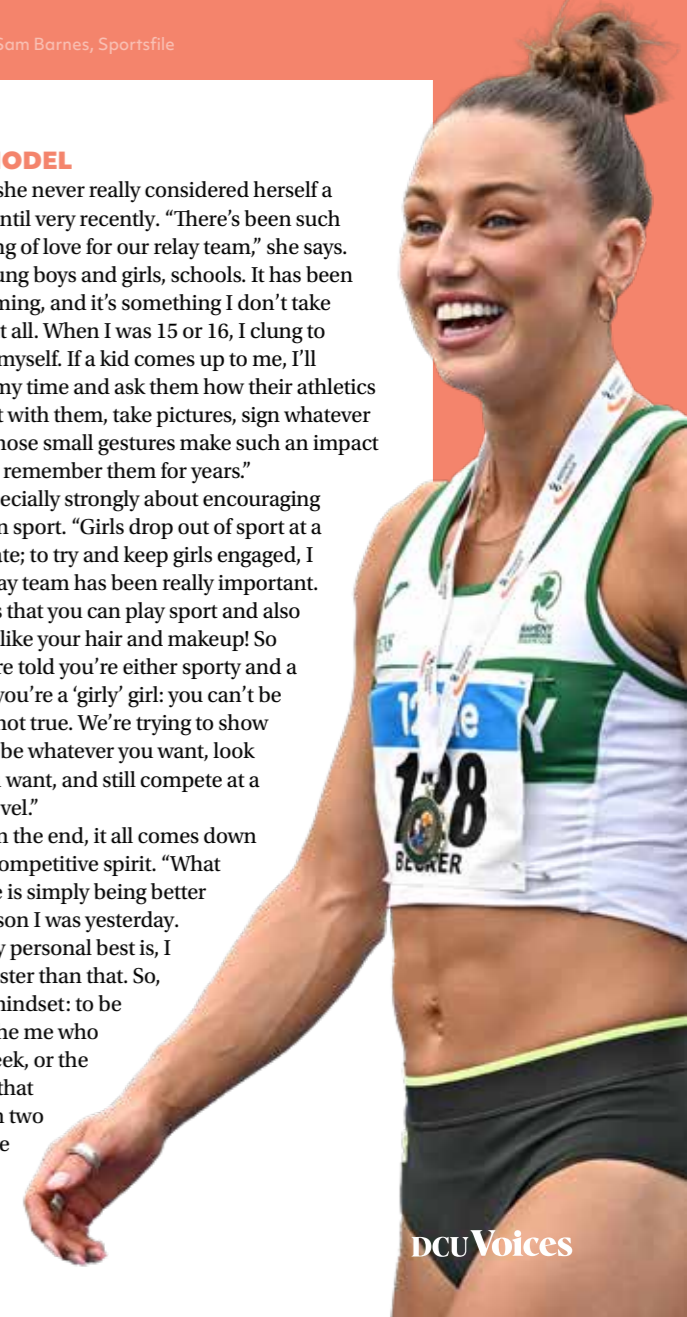 Sam Barnes, Sportsfile
ODEL
she never really considered herself a
ntil very recently. “There’s been such
ng of love for our relay team,” she says.
ung boys and girls, schools. It has been
ming, and it’s something I don’t take
t all. When I was 15 or 16, I clung to
myself. If a kid comes up to me, I’ll
my time and ask them how their athletics
t with them, take pictures, sign whatever
hose small gestures make such an impact
remember them for years.”
pecially strongly about encouraging
n sport. “Girls drop out of sport at a
ate; to try and keep girls engaged, I
ay team has been really important.
s that you can play sport and also
like your hair and makeup! So
re told you’re either sporty and a
you’re a ‘girly’ girl: you can’t be
not true. We’re trying to show
be whatever you want, look
want, and still compete at a
vel.”
n the end, it all comes down
ompetitive spirit. “What
e is simply being better
son I was yesterday.
y personal best is, I
ster than that. So,
mindset: to be
ne me who
eek, or the
that
n two
e
Y
DCU Voices